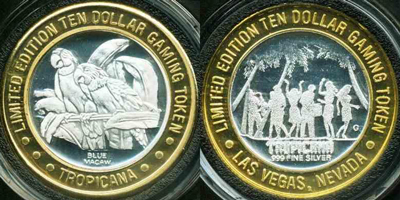 LIMITED EDITION TEN DOLLAR GAMING TOKEN
BLUE
MACAW
TROPICANA
LIMITED EDITION TEN DOLLAR GAMING TOKEN
TROPICANA
.999 FINE SILVER
G
LAS VEGAS, NEVADA